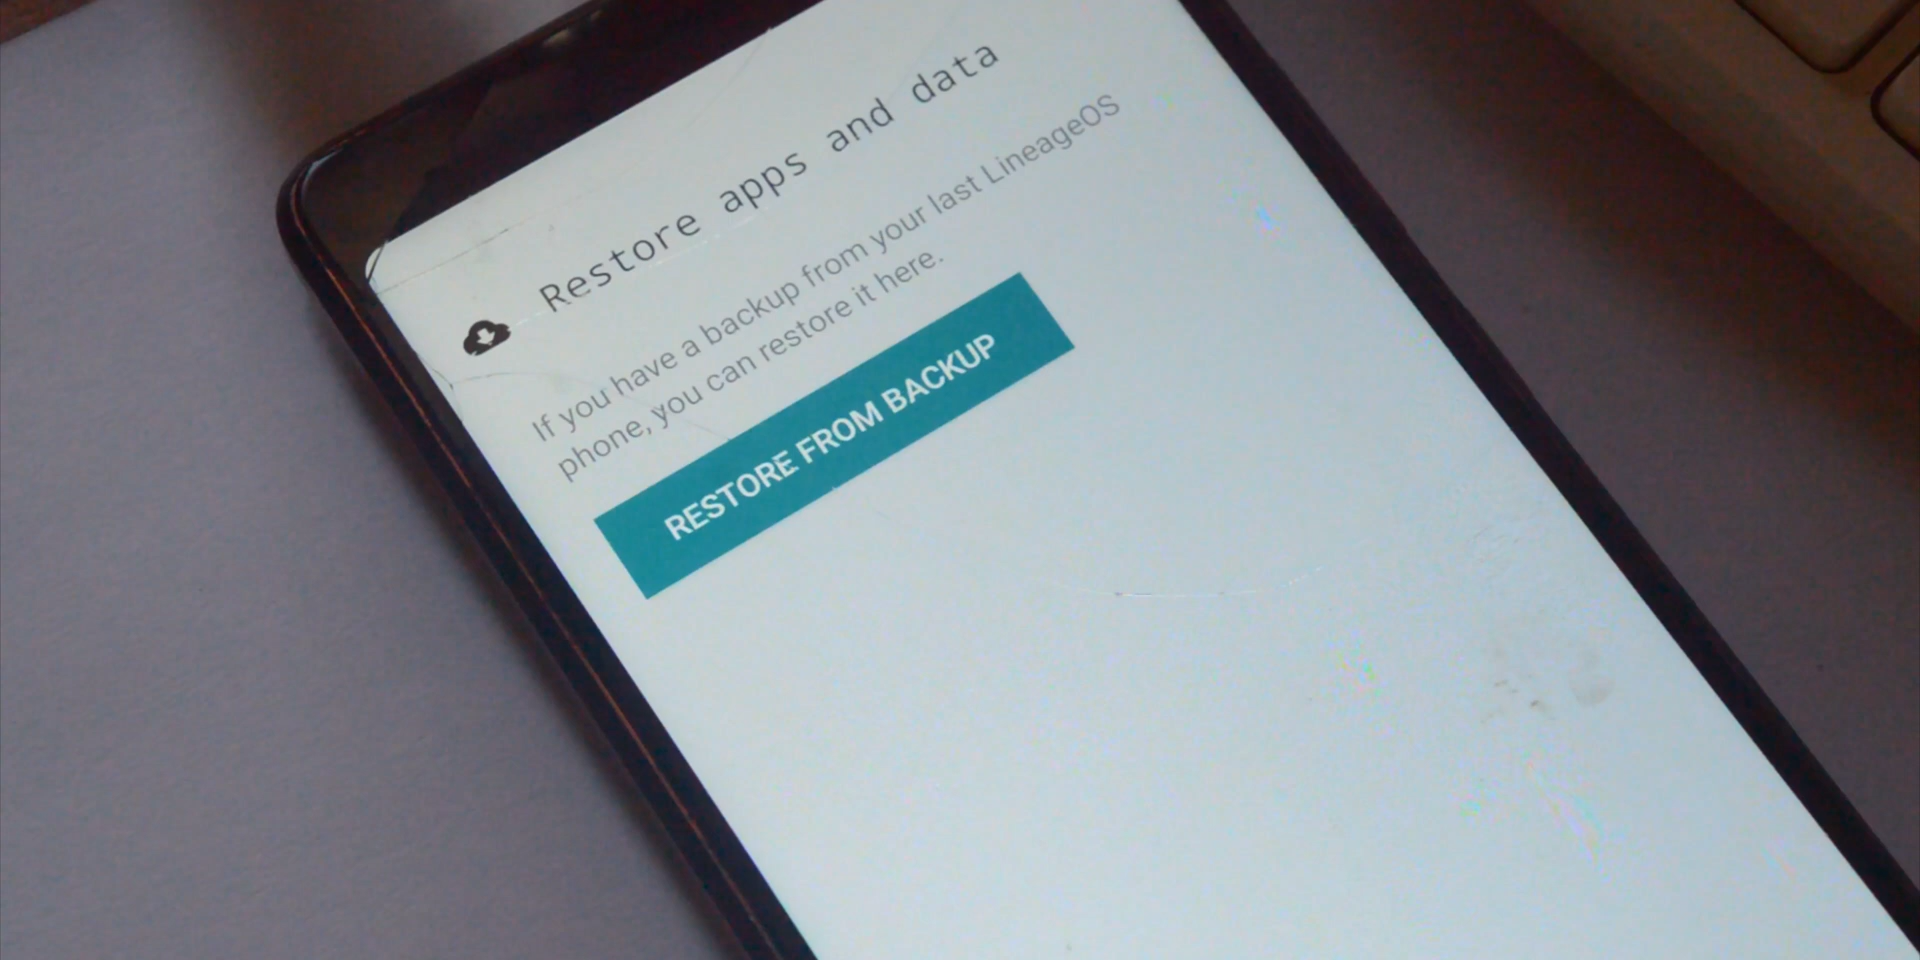 Restore apps and data
If you have a backup from your last LineageOS
phone, you can restore it here.
RESTORE FROM BACKUP